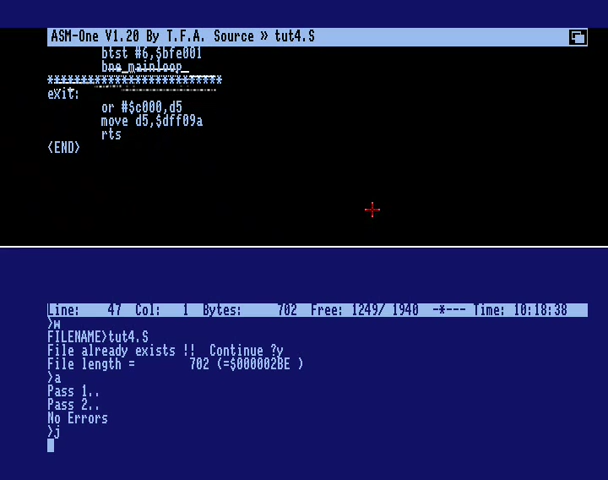 ASM-One V1.20 By T.F.A. Source » tut4.S
btst #6,$bfe001
bne mainloop
**************************
exit:
or #$c000,d5
move d5,$dff09a
rts
<END>
Line: 47 Col: 1 Bytes: 702 Free: 1249/ 1940 -*--- Time: 10:18:38
>w
FILENAME>tut4.S
File already exists !! Continue ?y
File length = 702 (=$000002BE )
>a
Pass 1..
Pass 2..
No Errors
>j